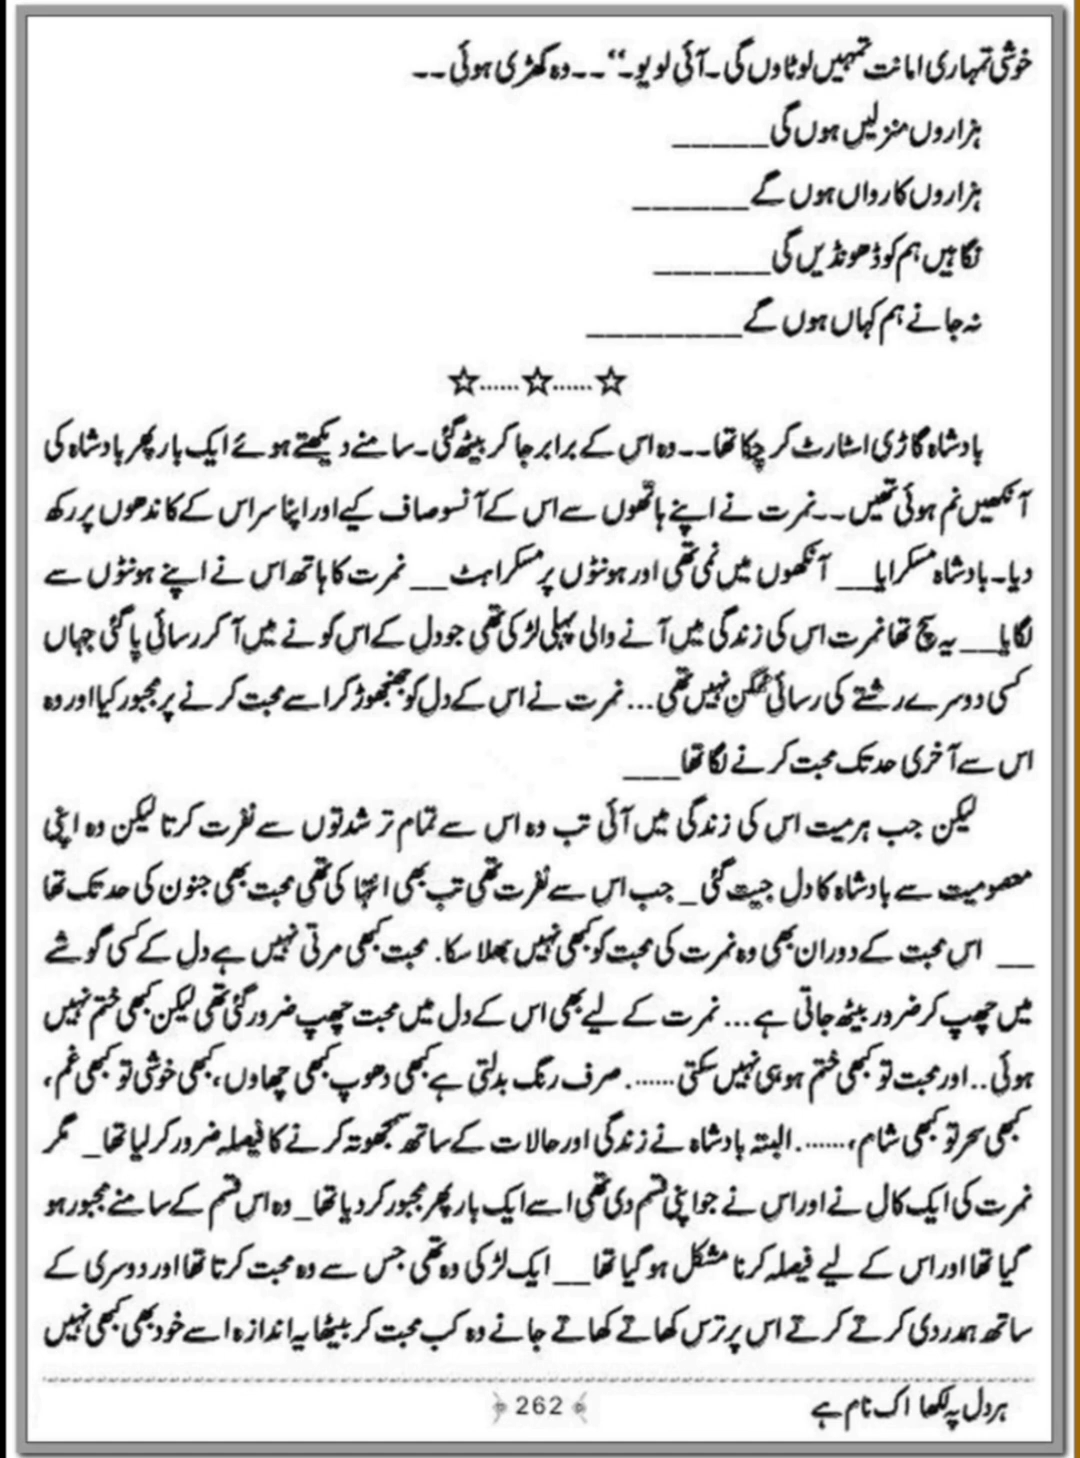 خوشی تمہاری امانت تمہیں لوٹاوں گی۔آئی لو یو۔“۔۔وہ کھڑی ہوئی۔۔
ہزاروں منزلیں ہوں گی_____
ہزاروں کارواں ہوں گے______
نگاہیں ہم کو ڈھونڈیں گی______
نہ جانے ہم کہاں ہوں گے________
☆......☆......☆
بادشاہ گاڑی اسٹارٹ کر چکا تھا۔۔وہ اس کے برابر جا کر بیٹھ گئی۔سامنے دیکھتے ہوئے ایک بار پھر بادشاہ کی
آنکھیں نم ہوئی تھیں۔۔نمرت نے اپنے ہاتھوں سے اس کے آنسو صاف کیے اور اپنا سر اس کے کاندھوں پر رکھ
دیا۔بادشاہ مسکرایا__ آنکھوں میں نمی تھی اور ہونٹوں پر مسکراہٹ__ نمرت کا ہاتھ اس نے اپنے ہونٹوں سے
لگایا__یہ سچ تھا نمرت اس کی زندگی میں آنے والی پہلی لڑکی تھی جو دل کے اس کونے میں آ کر رسائی پا گئی جہاں
کسی دوسرے رشتے کی رسائی ممکن نہیں تھی... نمرت نے اس کے دل کو جھنجھوڑ کر اسے محبت کرنے پر مجبور کیا اور وہ
اس سے آخری حد تک محبت کرنے لگا تھا___
لیکن جب ہرمیت اس کی زندگی میں آئی تب وہ اس سے تمام تر شدتوں سے نفرت کرتا لیکن وہ اپنی
معصومیت سے بادشاہ کا دل جیت گئی_ جب اس سے نفرت تھی تب بھی انتہا کی تھی محبت بھی جنون کی حد تک تھا
__ اس محبت کے دوران بھی وہ نمرت کی محبت کو کبھی نہیں بھلا سکا. محبت کبھی مرتی نہیں ہے دل کے کسی گوشے
میں چھپ کر ضرور بیٹھ جاتی ہے... نمرت کے لیے بھی اس کے دل میں محبت چھپ ضرور گئی تھی لیکن کبھی ختم نہیں
ہوئی.. اور محبت تو کبھی ختم ہو ہی نہیں سکتی....... صرف رنگ بدلتی ہے کبھی دھوپ کبھی چھاوں، کبھی خوشی تو کبھی غم،
کبھی سحر تو کبھی شام،....... البتہ بادشاہ نے زندگی اور حالات کے ساتھ سمجھوتہ کرنے کا فیصلہ ضرور کر لیا تھا_ مگر
نمرت کی ایک کال نے اور اس نے جو اپنی قسم دی تھی اسے ایک بار پھر مجبور کر دیا تھا_ وہ اس قسم کے سامنے مجبور ہو
گیا تھا اور اس کے لیے فیصلہ کرنا مشکل ہو گیا تھا__ ایک لڑکی وہ تھی جس سے وہ محبت کرتا تھا اور دوسری کے
ساتھ ہمدردی کرتے کرتے اس پر ترس کھاتے کھاتے جانے وہ کب محبت کر بیٹھا یہ اندازہ اسے خود بھی کبھی نہیں
ہر دل پہ لکھا اک نام ہے
262